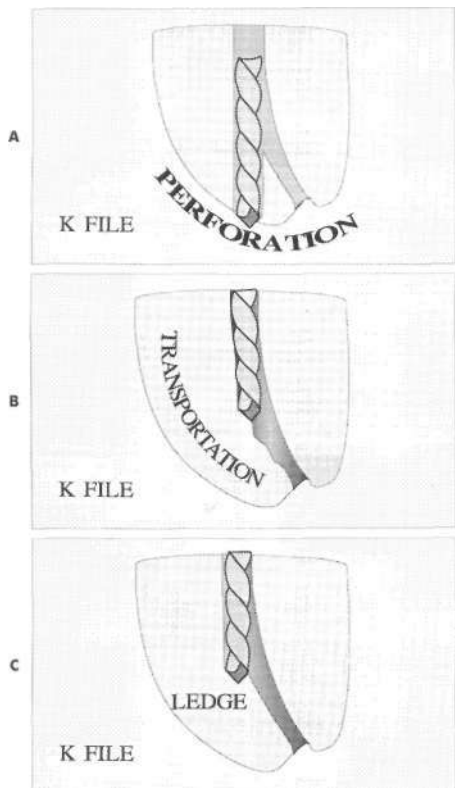 A
PERFORATION
K FILE
B
TRANSPORTATION
K FILE
C
LEDGE
K FILE